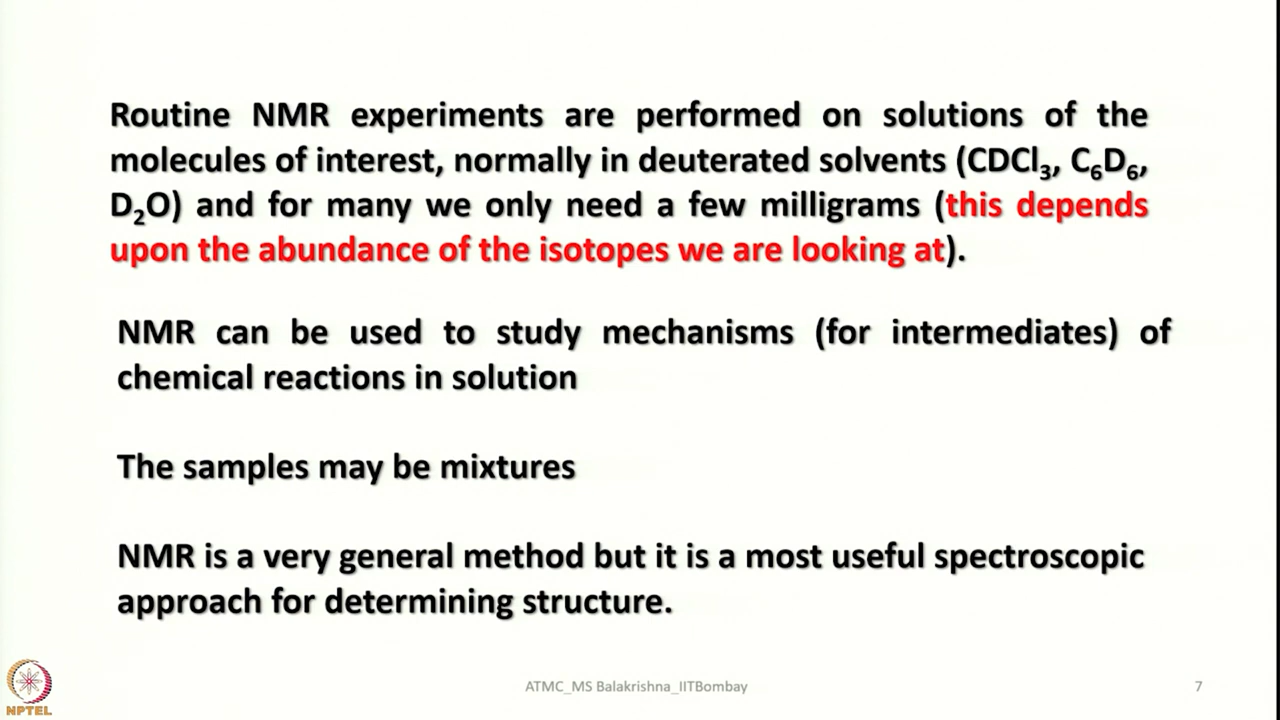 Routine NMR experiments are performed on solutions of the
molecules of interest, normally in deuterated solvents (CDCl₃, C₆D₆,
D₂O) and for many we only need a few milligrams (this depends
upon the abundance of the isotopes we are looking at).
NMR can be used to study mechanisms (for intermediates) of
chemical reactions in solution
The samples may be mixtures
NMR is a very general method but it is a most useful spectroscopic
approach for determining structure.
NPTEL
ATMC_MS Balakrishna_IITBombay
7